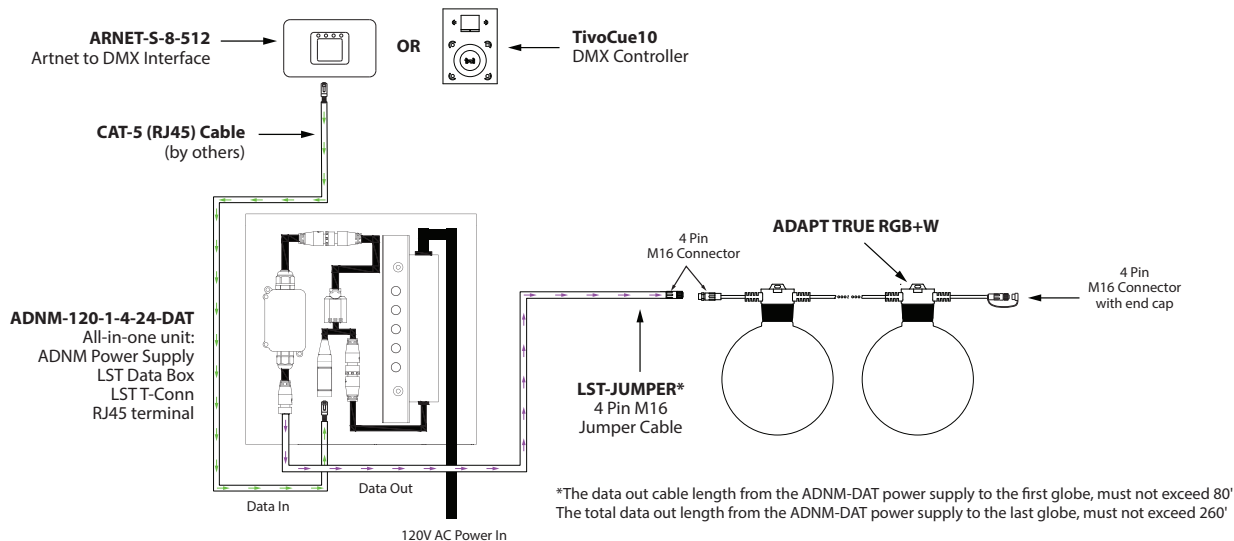 ARNET-S-8-512
Artnet to DMX Interface
OR
TivoCue10
DMX Controller
CAT-5 (RJ45) Cable
(by others)
ADNM-120-1-4-24-DAT
All-in-one unit:
ADNM Power Supply
LST Data Box
LST T-Conn
RJ45 terminal
4 Pin
M16 Connector
ADAPT TRUE RGB+W
4 Pin
M16 Connector
with end cap
LST-JUMPER*
4 Pin M16
Jumper Cable
Data In
Data Out
120V AC Power In
*The data out cable length from the ADNM-DAT power supply to the first globe, must not exceed 80'
The total data out length from the ADNM-DAT power supply to the last globe, must not exceed 260'